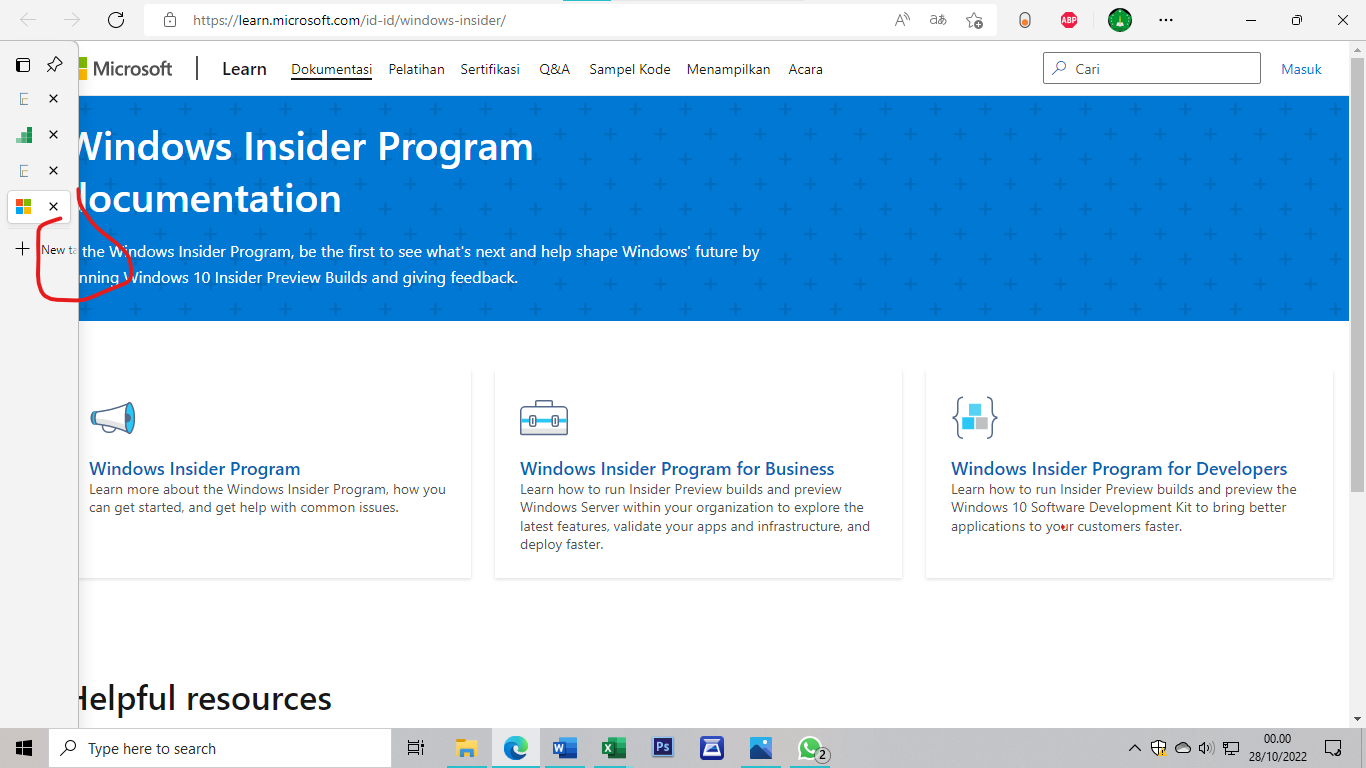 https://learn.microsoft.com/id-id/windows-insider/
ABP
Microsoft
Learn
Dokumentasi
Pelatihan
Sertifikasi
Q&A
Sampel Kode
Menampilkan
Acara
Cari
Masuk
Windows Insider Program
documentation
New ta
the Windows Insider Program, be the first to see what's next and help shape Windows' future by
nning Windows 10 Insider Preview Builds and giving feedback.
Windows Insider Program
Learn more about the Windows Insider Program, how you
can get started, and get help with common issues.
Windows Insider Program for Business
Learn how to run Insider Preview builds and preview
Windows Server within your organization to explore the
latest features, validate your apps and infrastructure, and
deploy faster.
Windows Insider Program for Developers
Learn how to run Insider Preview builds and preview the
Windows 10 Software Development Kit to bring better
applications to your customers faster.
Helpful resources
Type here to search
Ps
2
00.00
28/10/2022